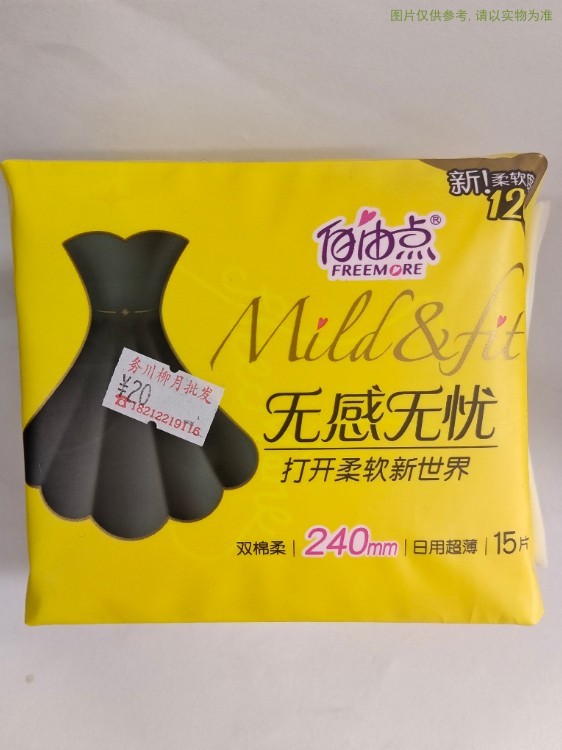 图片仅供参考, 请以实物为准
新!柔软
12
自由点®
FREEMORE
Mild&fit
务川柳月批发
¥20
☎18212219116
无感无忧
打开柔软新世界
双棉柔 | 240mm | 日用超薄 | 15片